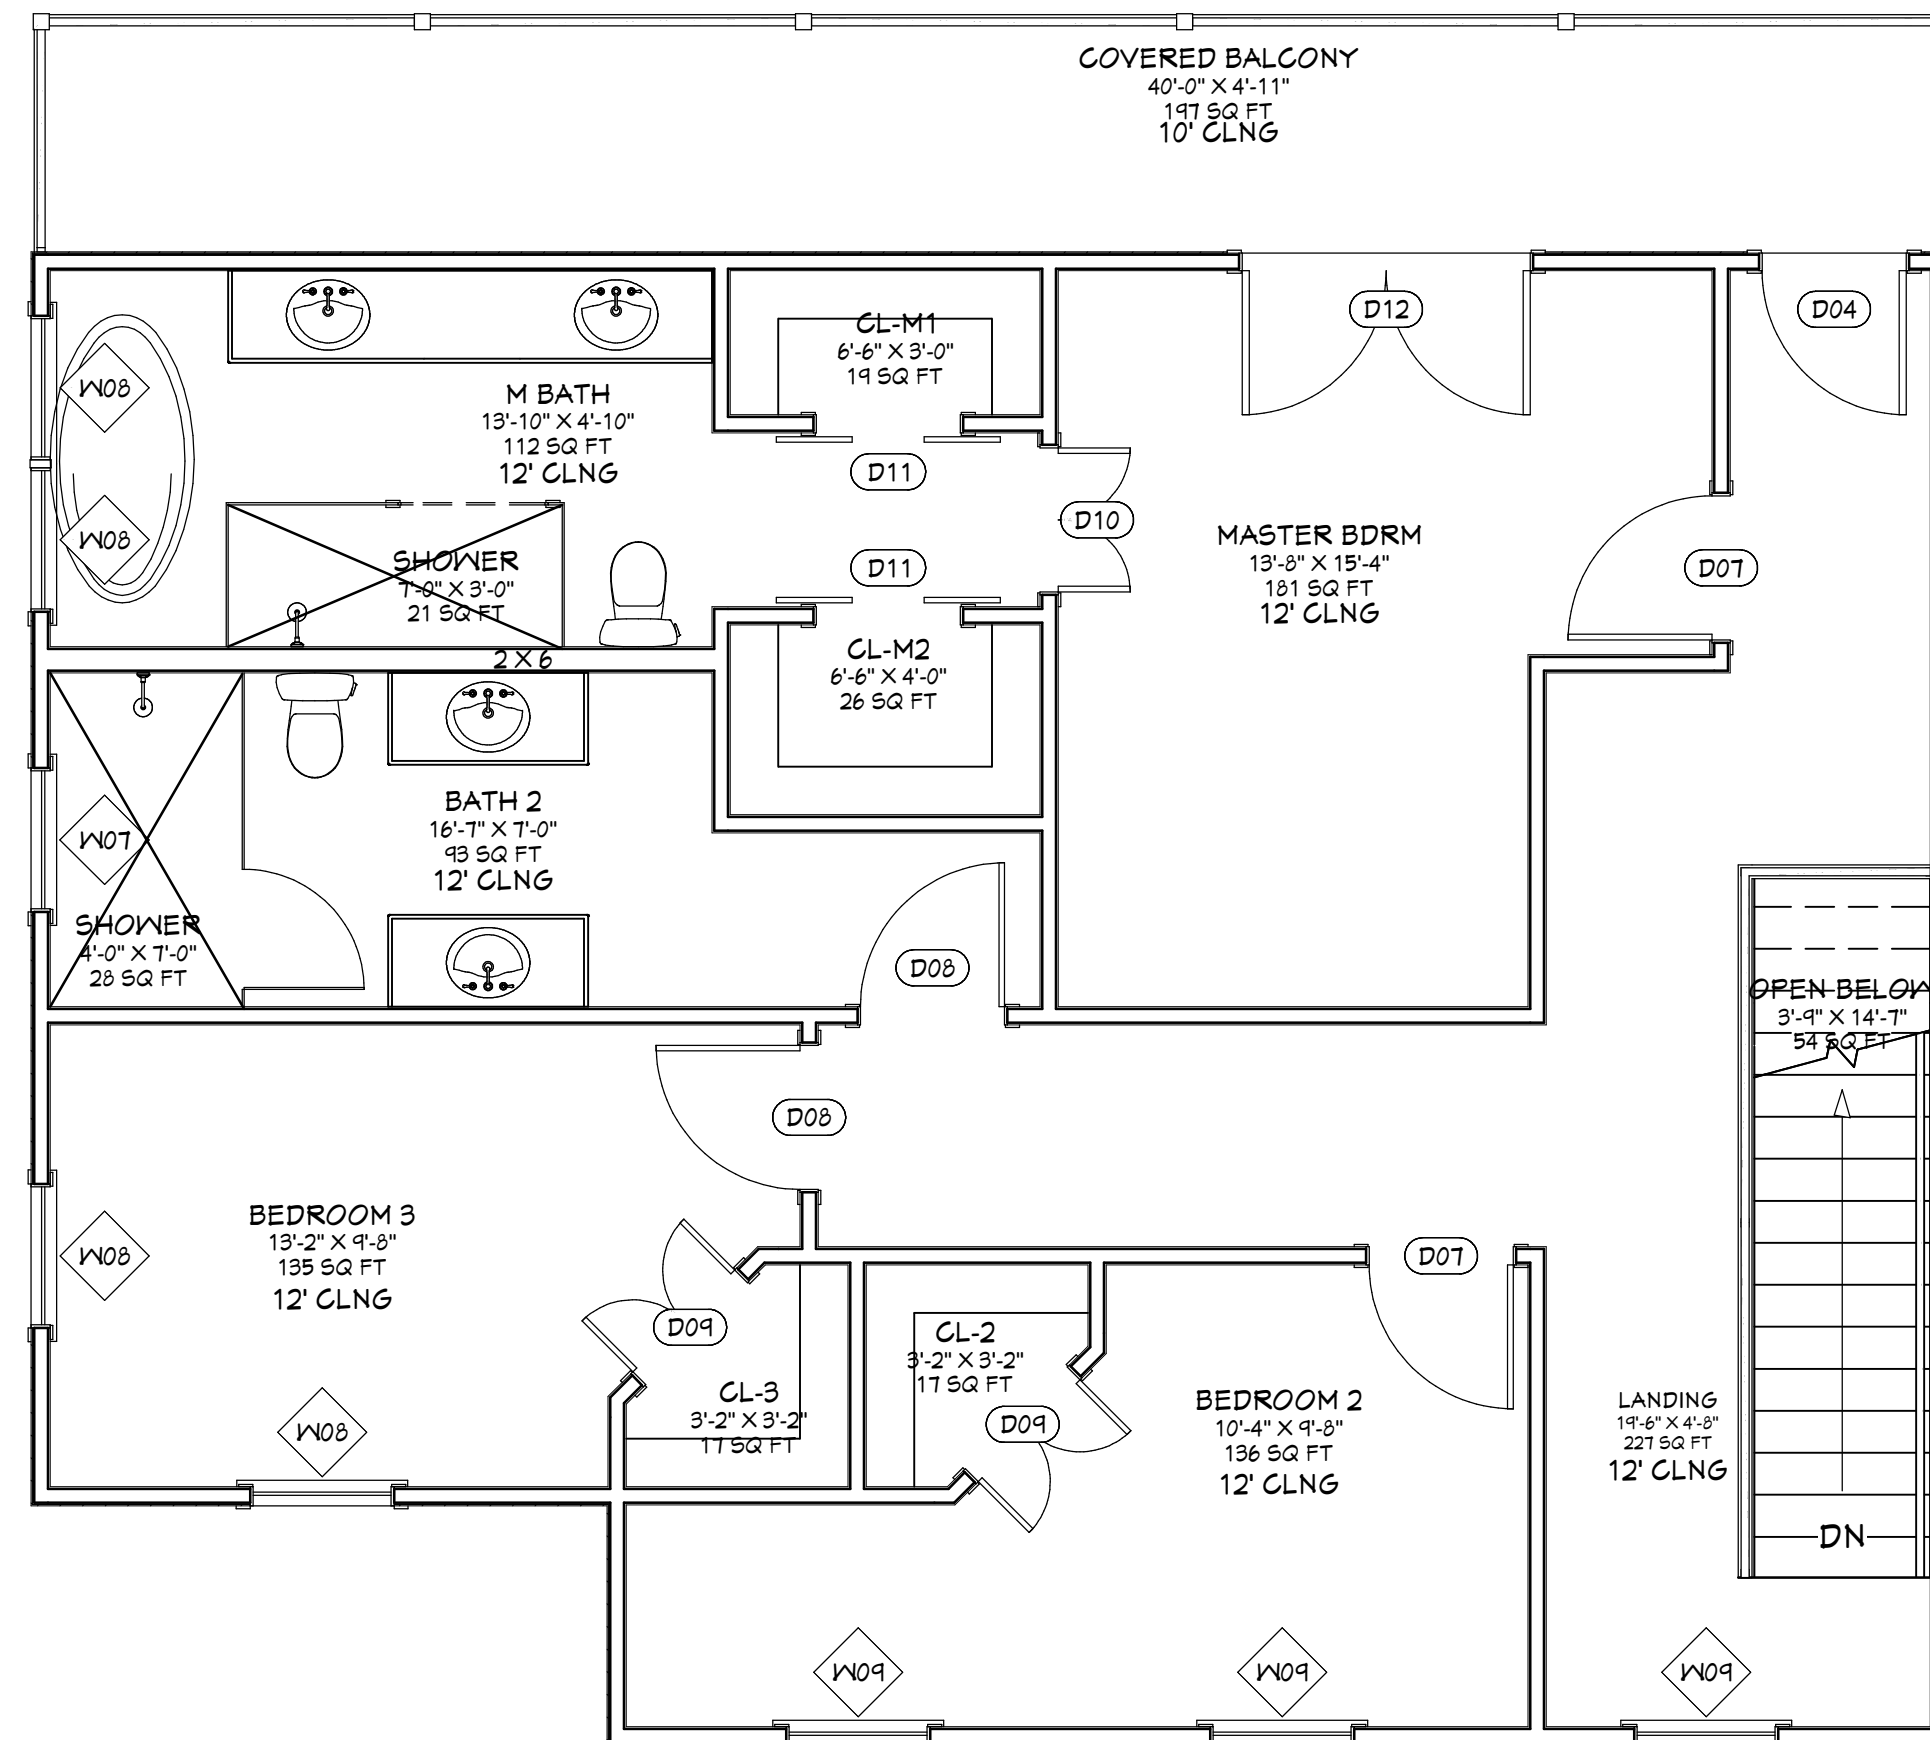 COVERED BALCONY
40'-0" X 4'-11"
197 SQ FT
10' CLNG
D12
D04
CL-M1
6'-6" X 3'-0"
19 SQ FT
W08
M BATH
13'-10" X 4'-10"
112 SQ FT
12' CLNG
D11
D10
W08
MASTER BDRM
13'-8" X 15'-4"
181 SQ FT
12' CLNG
SHOWER
7'-0" X 3'-0"
21 SQ FT
D11
D07
2 X 6
CL-M2
6'-6" X 4'-0"
26 SQ FT
BATH 2
16'-7" X 7'-0"
93 SQ FT
12' CLNG
W07
SHOWER
4'-0" X 7'-0"
28 SQ FT
D08
OPEN BELOW
3'-9" X 14'-7"
54 SQ FT
D08
BEDROOM 3
13'-2" X 9'-8"
135 SQ FT
12' CLNG
W08
D07
D09
CL-2
3'-2" X 3'-2"
17 SQ FT
CL-3
3'-2" X 3'-2"
17 SQ FT
D09
BEDROOM 2
10'-4" X 9'-8"
136 SQ FT
12' CLNG
LANDING
19'-6" X 4'-8"
227 SQ FT
12' CLNG
W08
DN
W09
W09
W09